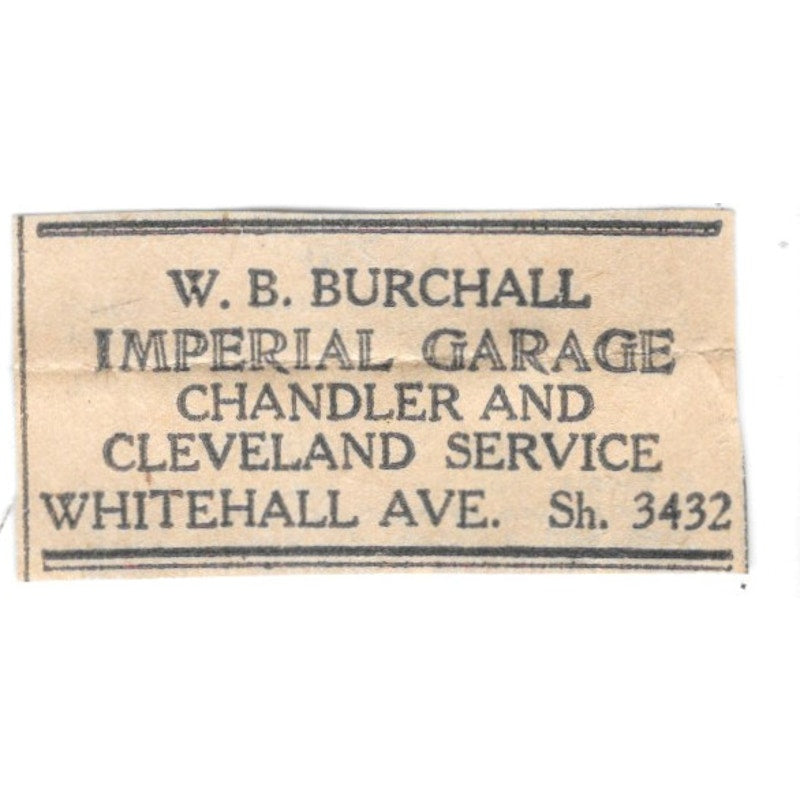 W. B. BURCHALL
IMPERIAL GARAGE
CHANDLER AND
CLEVELAND SERVICE
WHITEHALL AVE. Sh. 3432